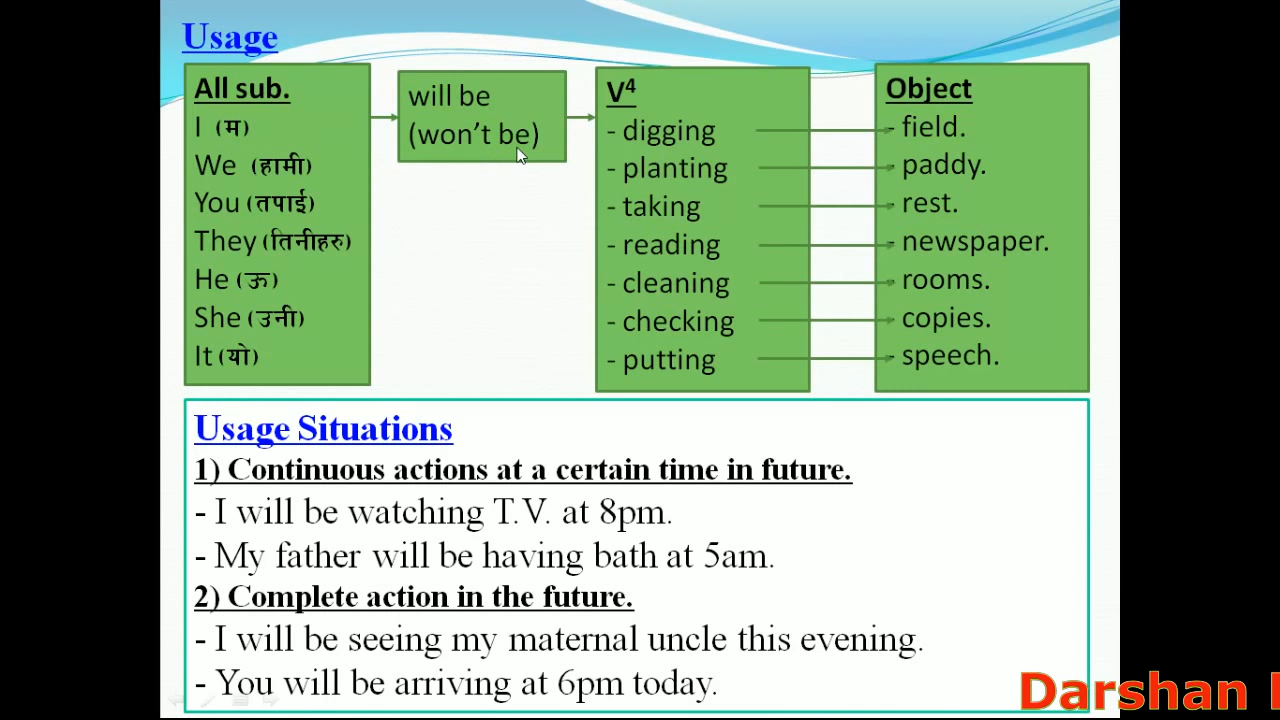 Usage
All sub.
I (म)
We (हामी)
You (तपाईं)
They (तिनीहरु)
He (ऊ)
She (उनी)
It (यो)
will be
(won't be)
V⁴
- digging
- planting
- taking
- reading
- cleaning
- checking
- putting
Object
- field.
- paddy.
- rest.
- newspaper.
- rooms.
- copies.
- speech.
Usage Situations
1) Continuous actions at a certain time in future.
- I will be watching T.V. at 8pm.
- My father will be having bath at 5am.
2) Complete action in the future.
- I will be seeing my maternal uncle this evening.
- You will be arriving at 6pm today.
Darshan